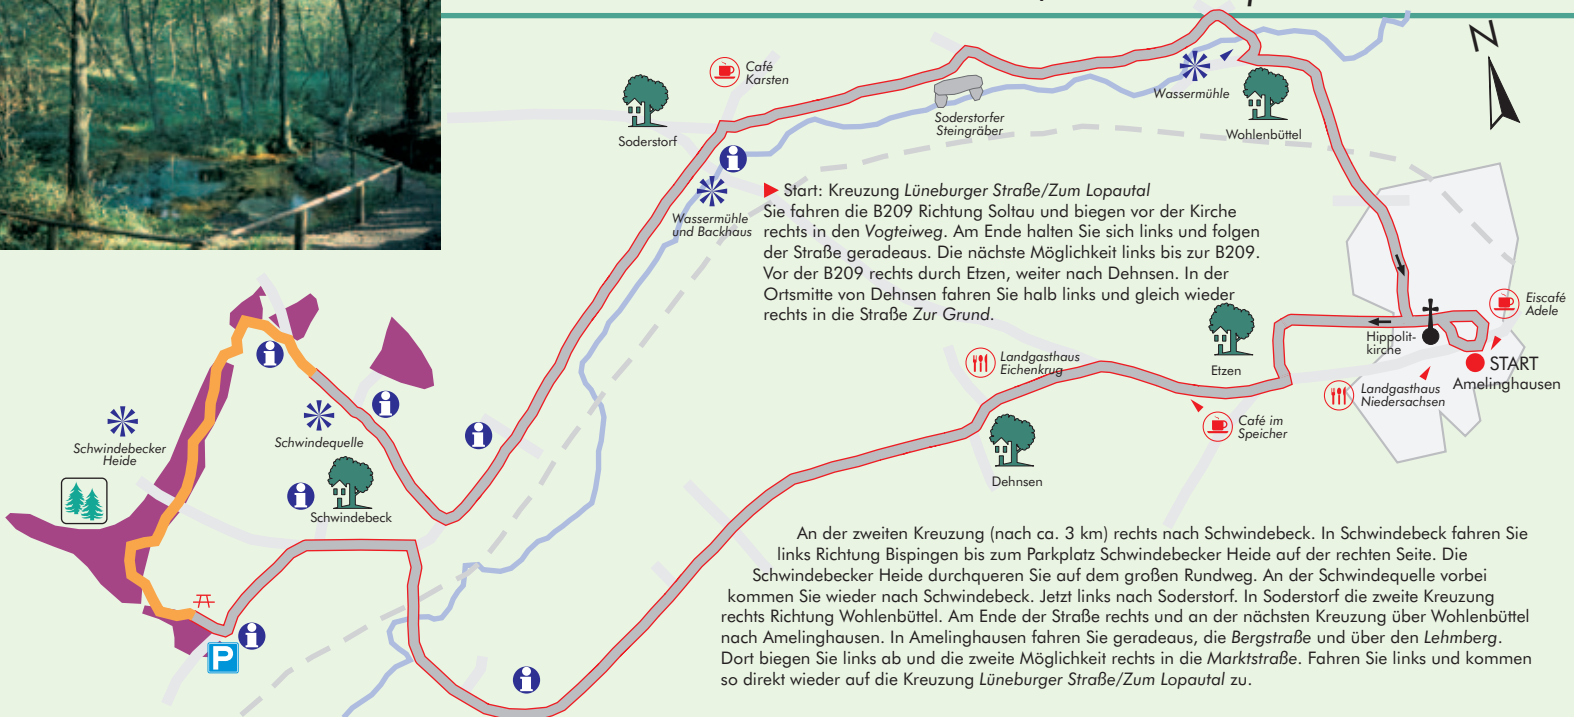 N
Café
Karsten
Soderstorf
Soderstorfer
Steingräber
Wassermühle
Wohlenbüttel
Wassermühle
und Backhaus
Start: Kreuzung Lüneburger Straße/Zum Lopautal
Sie fahren die B209 Richtung Soltau und biegen vor der Kirche
rechts in den Vogteiweg. Am Ende halten Sie sich links und folgen
der Straße geradeaus. Die nächste Möglichkeit links bis zur B209.
Vor der B209 rechts durch Etzen, weiter nach Dehnsen. In der
Ortsmitte von Dehnsen fahren Sie halb links und gleich wieder
rechts in die Straße Zur Grund.
Eiscafé
Adele
Hippolit-
kirche
START
Amelinghausen
Landgasthaus
Eichenkrug
Etzen
Landgasthaus
Niedersachsen
Café im
Speicher
Dehnsen
Schwindebecker
Heide
Schwindequelle
Schwindebeck
An der zweiten Kreuzung (nach ca. 3 km) rechts nach Schwindebeck. In Schwindebeck fahren Sie
links Richtung Bispingen bis zum Parkplatz Schwindebecker Heide auf der rechten Seite. Die
Schwindebecker Heide durchqueren Sie auf dem großen Rundweg. An der Schwindequelle vorbei
kommen Sie wieder nach Schwindebeck. Jetzt links nach Soderstorf. In Soderstorf die zweite Kreuzung
rechts Richtung Wohlenbüttel. Am Ende der Straße rechts und an der nächsten Kreuzung über Wohlenbüttel
nach Amelinghausen. In Amelinghausen fahren Sie geradeaus, die Bergstraße und über den Lehmberg.
Dort biegen Sie links ab und die zweite Möglichkeit rechts in die Marktstraße. Fahren Sie links und kommen
so direkt wieder auf die Kreuzung Lüneburger Straße/Zum Lopautal zu.
P